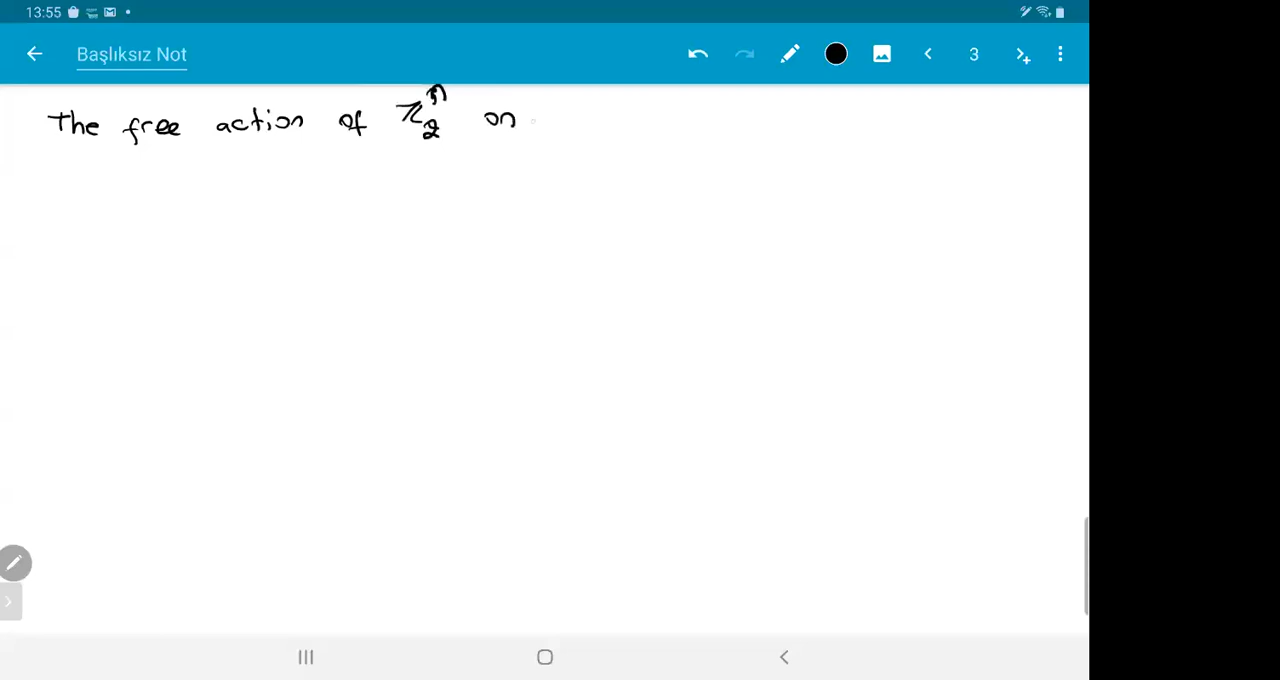 13:55
Başlıksız Not
3
The free action of ℤ₂ⁿ on